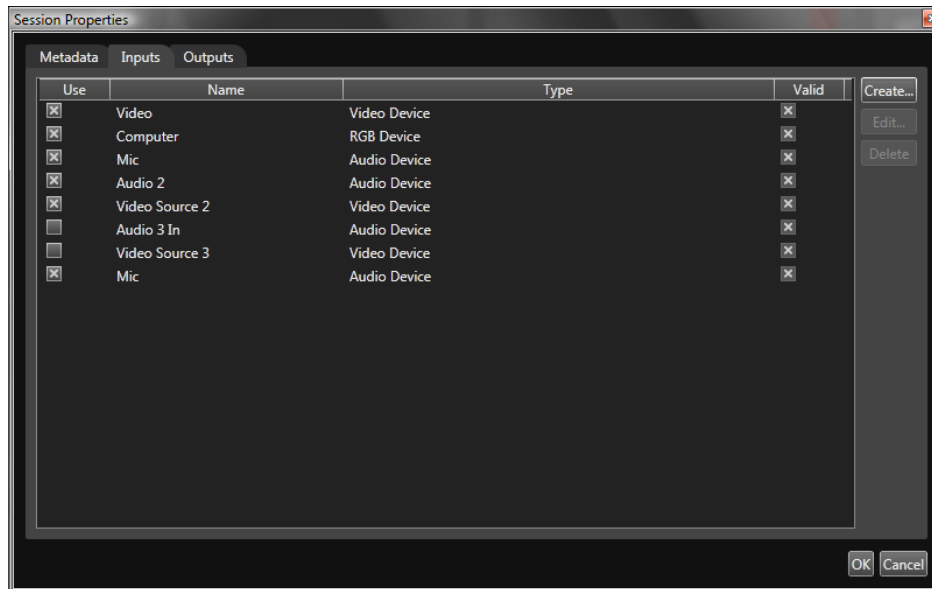 Session Properties
Metadata Inputs Outputs
Use Name Type Valid Create...
Video Video Device
Edit...
Computer RGB Device
Mic Audio Device Delete
Audio 2 Audio Device
Video Source 2 Video Device
Audio 3 In Audio Device
Video Source 3 Video Device
Mic Audio Device
OK Cancel